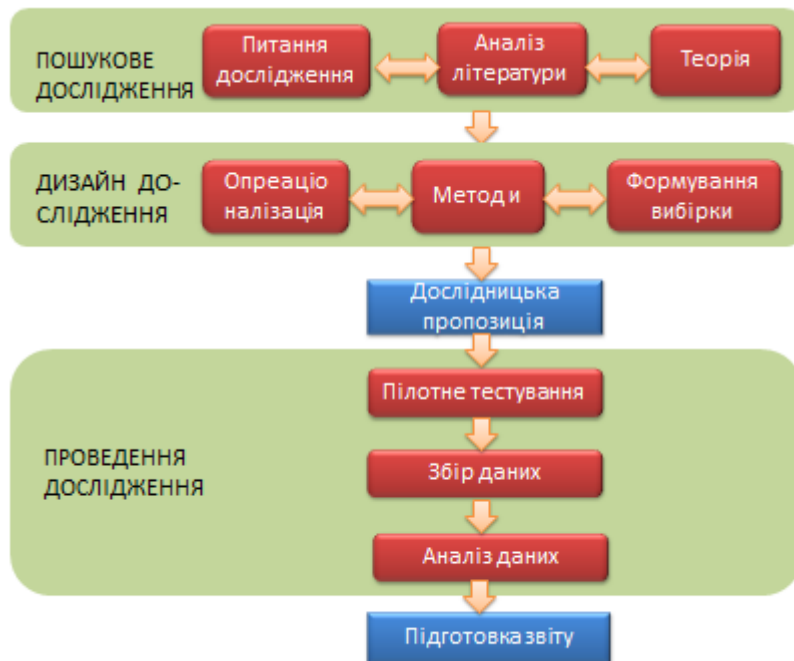 ПОШУКОВЕ
ДОСЛІДЖЕННЯ
Питання
дослідження
Аналіз
літератури
Теорія
ДИЗАЙН ДО-
СЛІДЖЕННЯ
Опреаціо
налізація
Методи
Формування
вибірки
Дослідницька
пропозиція
ПРОВЕДЕННЯ
ДОСЛІДЖЕННЯ
Пілотне тестування
Збір даних
Аналіз даних
Підготовка звіту